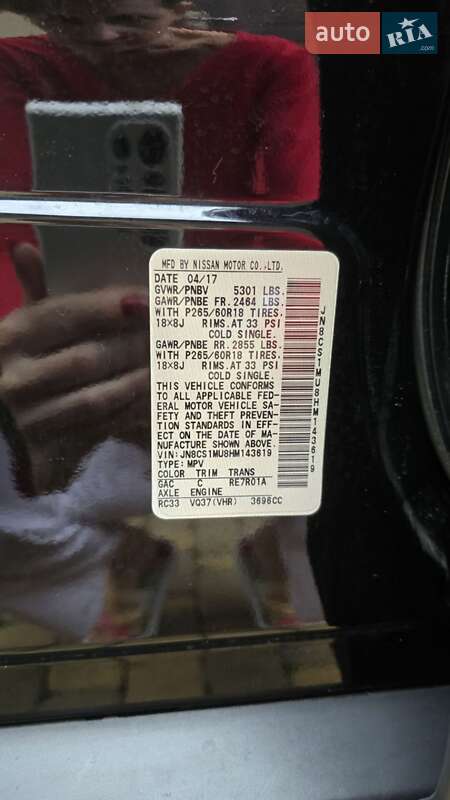 auto RIA.com
MFD BY NISSAN MOTOR CO.,LTD.
DATE 04/17
GVWR/PNBV 5301 LBS.
GAWR/PNBE FR. 2464 LBS.
WITH P265/60R18 TIRES.
18X8J RIMS.AT 33 PSI
COLD SINGLE.
GAWR/PNBE RR. 2855 LBS.
WITH P265/60R18 TIRES.
18X8J RIMS.AT 33 PSI
COLD SINGLE.
THIS VEHICLE CONFORMS
TO ALL APPLICABLE FED-
ERAL MOTOR VEHICLE SA-
FETY AND THEFT PREVEN-
TION STANDARDS IN EFF-
ECT ON THE DATE OF MA-
NUFACTURE SHOWN ABOVE.
VIN:JN8CS1MU8HM143619
TYPE:MPV
COLOR TRIM TRANS
GAC C RE7R01A
AXLE ENGINE
RC33 VQ37(VHR) 3696CC
JN8CS1MU8HM143619